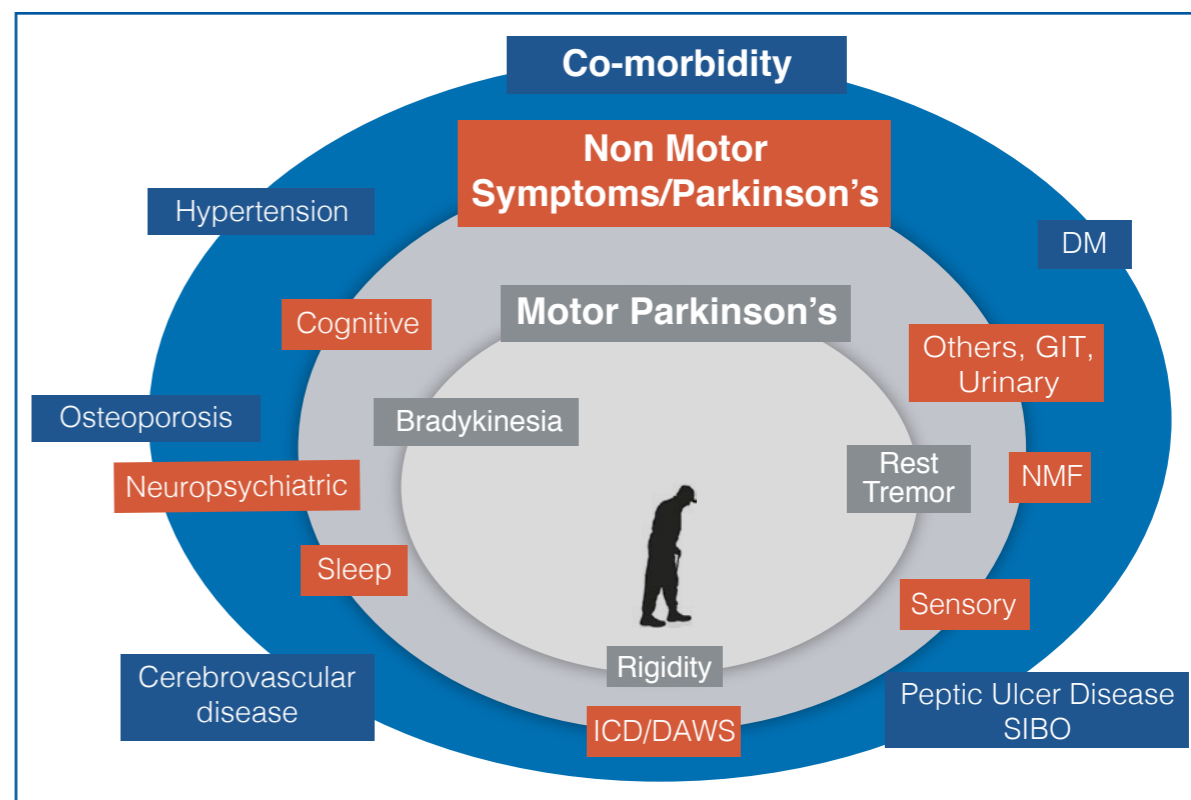 Co-morbidity
Non Motor
Symptoms/Parkinson's
Hypertension
DM
Motor Parkinson's
Cognitive
Others, GIT,
Urinary
Osteoporosis
Bradykinesia
Rest
Tremor
NMF
Neuropsychiatric
Sleep
Sensory
Rigidity
Cerebrovascular
disease
Peptic Ulcer Disease
SIBO
ICD/DAWS